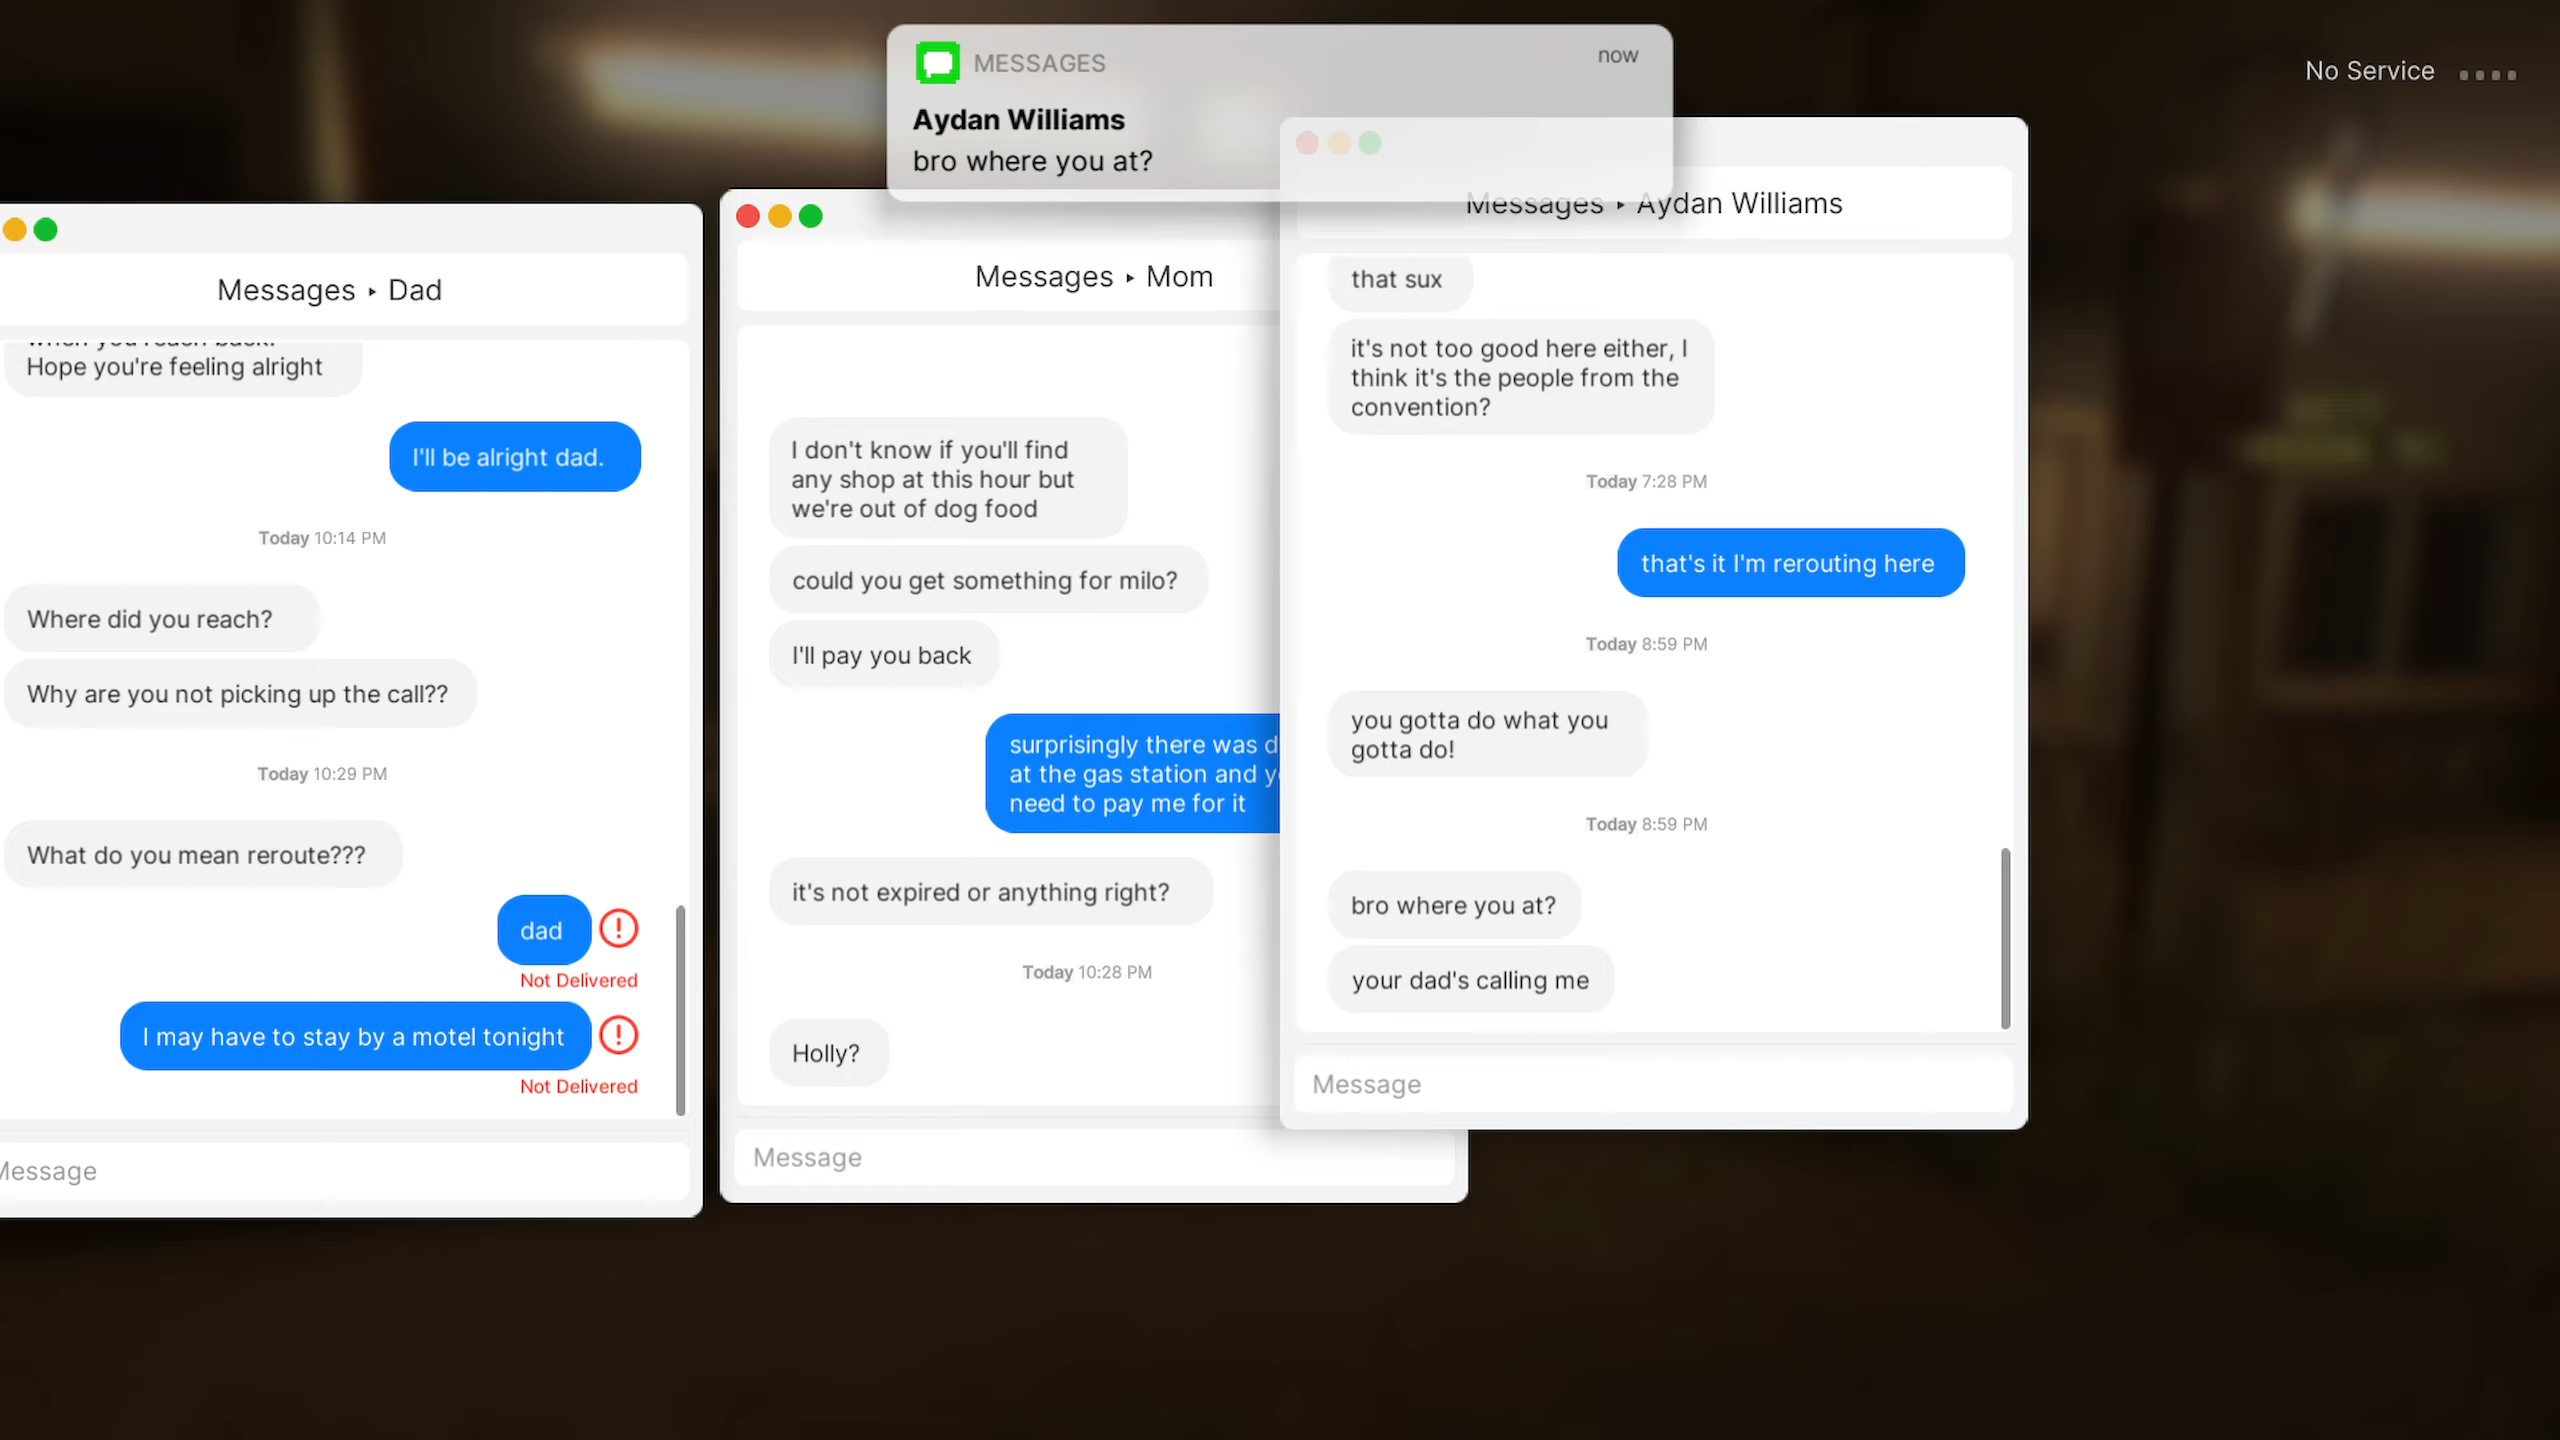 MESSAGES
now
Aydan Williams
bro where you at?
No Service
Messages ▸ Dad
when you reach back.
Hope you're feeling alright
I'll be alright dad.
Today 10:14 PM
Where did you reach?
Why are you not picking up the call??
Today 10:29 PM
What do you mean reroute???
dad
Not Delivered
I may have to stay by a motel tonight
Not Delivered
Message
Messages ▸ Mom
I don't know if you'll find
any shop at this hour but
we're out of dog food
could you get something for milo?
I'll pay you back
surprisingly there was
at the gas station and
need to pay me for it
it's not expired or anything right?
Today 10:28 PM
Holly?
Message
Messages ▸ Aydan Williams
that sux
it's not too good here either, I
think it's the people from the
convention?
Today 7:28 PM
that's it I'm rerouting here
Today 8:59 PM
you gotta do what you
gotta do!
Today 8:59 PM
bro where you at?
your dad's calling me
Message